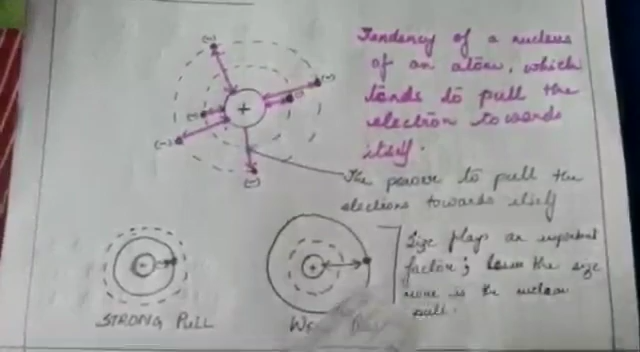 (-)
(-)
(-)
(-)
(-)
+
Tendency of a nucleus
of an atom, which
tends to pull the
electron towards
itself.
The power to pull the
electrons towards itself
+
+
Size plays an important
factor; lesser the size
more is the nuclear
pull.
STRONG PULL